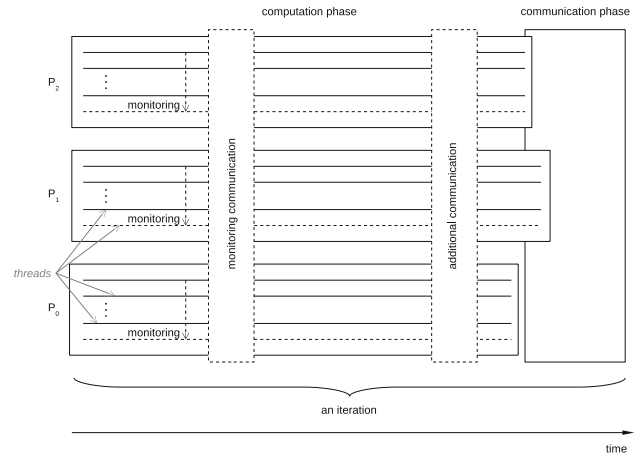 computation phase
communication phase
P2
monitoring
monitoring communication
additional communication
P1
monitoring
threads
P0
monitoring
an iteration
time